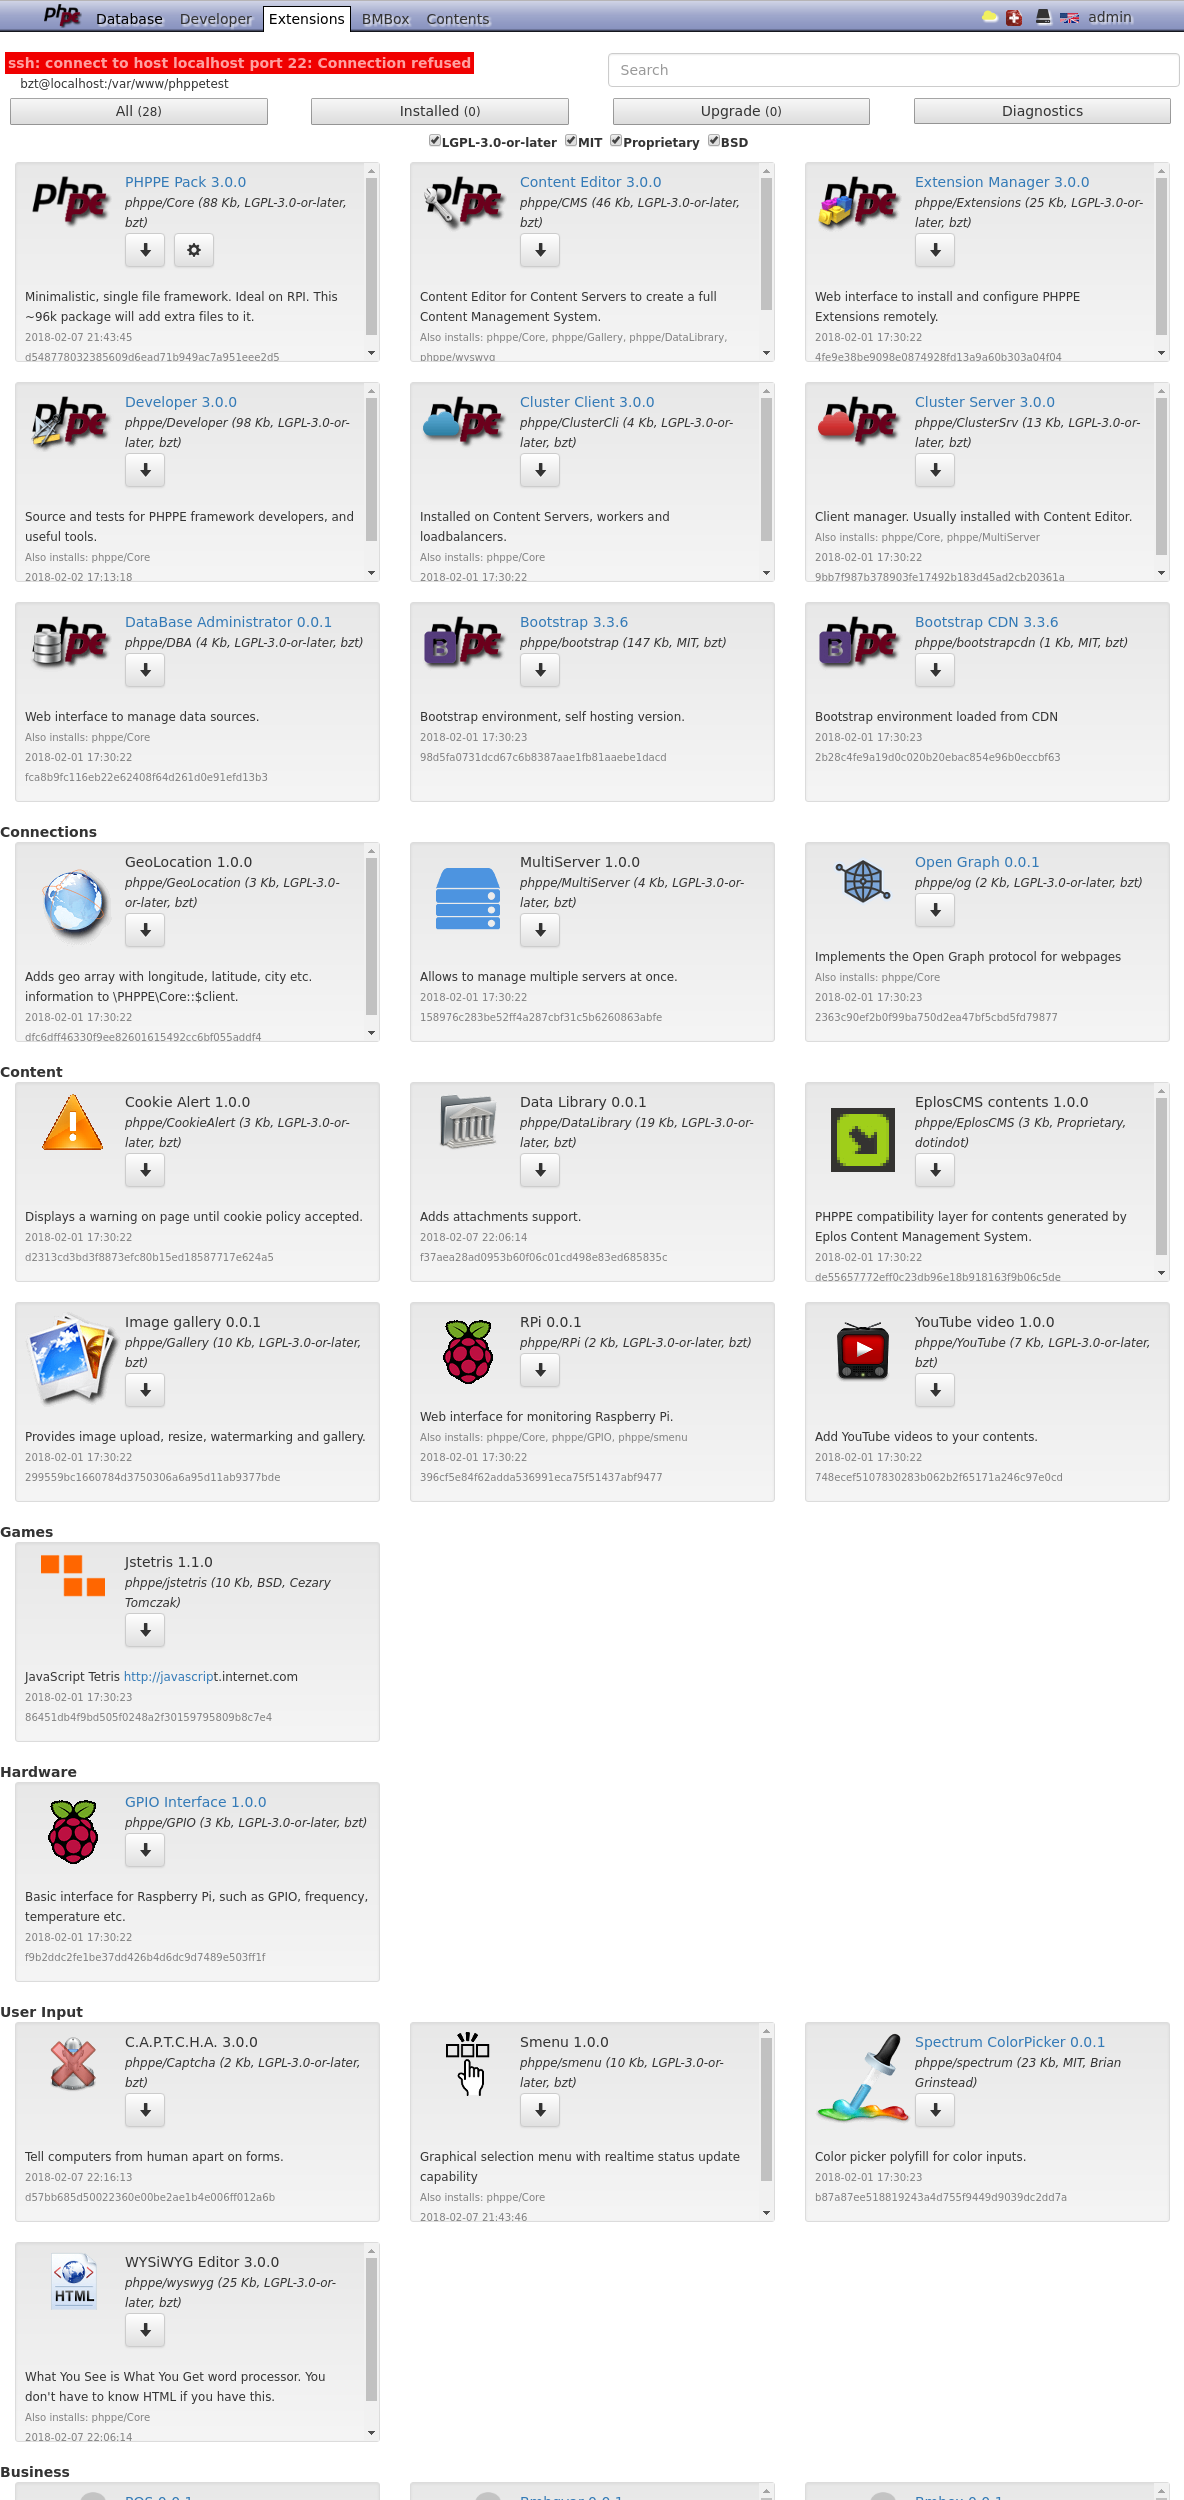 php pe Database Developer Extensions BMBox Contents admin
ssh: connect to host localhost port 22: Connection refused
Search
bzt@localhost:/var/www/phppetest
All (28) Installed (0) Upgrade (0) Diagnostics
LGPL-3.0-or-later MIT Proprietary BSD
PHPPE Pack 3.0.0
phppe/Core (88 Kb, LGPL-3.0-or-later,
bzt)
Minimalistic, single file framework. Ideal on RPI. This
~96k package will add extra files to it.
2018-02-07 21:43:45
d548778032385609d6ead71b949ac7a951eee2d5
Content Editor 3.0.0
phppe/CMS (46 Kb, LGPL-3.0-or-later,
bzt)
Content Editor for Content Servers to create a full
Content Management System.
Also installs: phppe/Core, phppe/Gallery, phppe/DataLibrary,
phppe/wyswyg
Extension Manager 3.0.0
phppe/Extensions (25 Kb, LGPL-3.0-or-
later, bzt)
Web interface to install and configure PHPPE
Extensions remotely.
2018-02-01 17:30:22
4fe9e38be9098e0874928fd13a9a60b303a04f04
Developer 3.0.0
phppe/Developer (98 Kb, LGPL-3.0-or-
later, bzt)
Source and tests for PHPPE framework developers, and
useful tools.
Also installs: phppe/Core
2018-02-02 17:13:18
Cluster Client 3.0.0
phppe/ClusterCli (4 Kb, LGPL-3.0-or-
later, bzt)
Installed on Content Servers, workers and
loadbalancers.
Also installs: phppe/Core
2018-02-01 17:30:22
Cluster Server 3.0.0
phppe/ClusterSrv (13 Kb, LGPL-3.0-or-
later, bzt)
Client manager. Usually installed with Content Editor.
Also installs: phppe/Core, phppe/MultiServer
2018-02-01 17:30:22
9bb7f987b378903fe17492b183d45ad2cb20361a
DataBase Administrator 0.0.1
phppe/DBA (4 Kb, LGPL-3.0-or-later, bzt)
Web interface to manage data sources.
Also installs: phppe/Core
2018-02-01 17:30:22
fca8b9fc116eb22e62408f64d261d0e91efd13b3
Bootstrap 3.3.6
phppe/bootstrap (147 Kb, MIT, bzt)
Bootstrap environment, self hosting version.
2018-02-01 17:30:23
98d5fa0731dcd67c6b8387aae1fb81aaebe1dacd
Bootstrap CDN 3.3.6
phppe/bootstrapcdn (1 Kb, MIT, bzt)
Bootstrap environment loaded from CDN
2018-02-01 17:30:23
2b28c4fe9a19d0c020b20ebac854e96b0eccbf63
Connections
GeoLocation 1.0.0
phppe/GeoLocation (3 Kb, LGPL-3.0-
or-later, bzt)
Adds geo array with longitude, latitude, city etc.
information to \PHPPE\Core::$client.
2018-02-01 17:30:22
dfc6dff46330f9ee82601615492cc6bf055addf4
MultiServer 1.0.0
phppe/MultiServer (4 Kb, LGPL-3.0-or-
later, bzt)
Allows to manage multiple servers at once.
2018-02-01 17:30:22
158976c283be52ff4a287cbf31c5b6260863abfe
Open Graph 0.0.1
phppe/og (2 Kb, LGPL-3.0-or-later, bzt)
Implements the Open Graph protocol for webpages
Also installs: phppe/Core
2018-02-01 17:30:23
2363c90ef2b0f99ba750d2ea47bf5cbd5fd79877
Content
Cookie Alert 1.0.0
phppe/CookieAlert (3 Kb, LGPL-3.0-or-
later, bzt)
Displays a warning on page until cookie policy accepted.
2018-02-01 17:30:22
d2313cd3bd3f8873efc80b15ed18587717e624a5
Data Library 0.0.1
phppe/DataLibrary (19 Kb, LGPL-3.0-or-
later, bzt)
Adds attachments support.
2018-02-07 22:06:14
f37aea28ad0953b60f06c01cd498e83ed685835c
EplosCMS contents 1.0.0
phppe/EplosCMS (3 Kb, Proprietary,
dotindot)
PHPPE compatibility layer for contents generated by
Eplos Content Management System.
2018-02-01 17:30:22
de55657772eff0c23db96e18b918163f9b06c5de
Image gallery 0.0.1
phppe/Gallery (10 Kb, LGPL-3.0-or-later,
bzt)
Provides image upload, resize, watermarking and gallery.
2018-02-01 17:30:22
299559bc1660784d3750306a6a95d11ab9377bde
RPi 0.0.1
phppe/RPi (2 Kb, LGPL-3.0-or-later, bzt)
Web interface for monitoring Raspberry Pi.
Also installs: phppe/Core, phppe/GPIO, phppe/smenu
2018-02-01 17:30:22
396cf5e84f62adda536991eca75f51437abf9477
YouTube video 1.0.0
phppe/YouTube (7 Kb, LGPL-3.0-or-later,
bzt)
Add YouTube videos to your contents.
2018-02-01 17:30:22
748ecef5107830283b062b2f65171a246c97e0cd
Games
Jstetris 1.1.0
phppe/jstetris (10 Kb, BSD, Cezary
Tomczak)
JavaScript Tetris http://javascript.internet.com
2018-02-01 17:30:23
86451db4f9bd505f0248a2f30159795809b8c7e4
Hardware
GPIO Interface 1.0.0
phppe/GPIO (3 Kb, LGPL-3.0-or-later, bzt)
Basic interface for Raspberry Pi, such as GPIO, frequency,
temperature etc.
2018-02-01 17:30:22
f9b2ddc2fe1be37dd426b4d6dc9d7489e503ff1f
User Input
C.A.P.T.C.H.A. 3.0.0
phppe/Captcha (2 Kb, LGPL-3.0-or-later,
bzt)
Tell computers from human apart on forms.
2018-02-07 22:16:13
d57bb685d50022360e00be2ae1b4e006ff012a6b
Smenu 1.0.0
phppe/smenu (10 Kb, LGPL-3.0-or-
later, bzt)
Graphical selection menu with realtime status update
capability
Also installs: phppe/Core
2018-02-07 21:43:46
Spectrum ColorPicker 0.0.1
phppe/spectrum (23 Kb, MIT, Brian
Grinstead)
Color picker polyfill for color inputs.
2018-02-01 17:30:23
b87a87ee518819243a4d755f9449d9039dc2dd7a
WYSiWYG Editor 3.0.0
phppe/wyswyg (25 Kb, LGPL-3.0-or-
later, bzt)
HTML
What You See is What You Get word processor. You
don't have to know HTML if you have this.
Also installs: phppe/Core
2018-02-07 22:06:14
Business